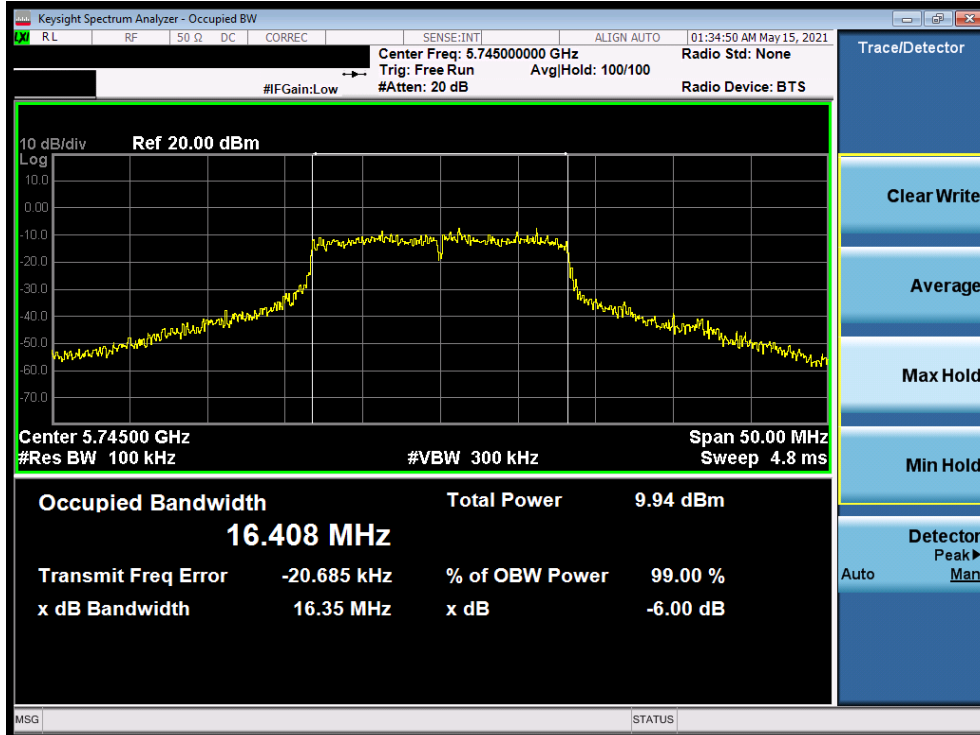 Keysight Spectrum Analyzer - Occupied BW
LXI RL RF 50 Ω DC CORREC SENSE:INT ALIGN AUTO 01:34:50 AM May 15, 2021
Center Freq: 5.745000000 GHz Radio Std: None
Trig: Free Run Avg|Hold: 100/100
#IFGain:Low #Atten: 20 dB Radio Device: BTS
Trace/Detector
10 dB/div Ref 20.00 dBm
Log
10.0
0.00
-10.0
-20.0
-30.0
-40.0
-50.0
-60.0
-70.0
Center 5.74500 GHz Span 50.00 MHz
#Res BW 100 kHz #VBW 300 kHz Sweep 4.8 ms
Clear Write
Average
Max Hold
Min Hold
Detector
Peak▶
Auto Man
Occupied Bandwidth Total Power 9.94 dBm
16.408 MHz
Transmit Freq Error -20.685 kHz % of OBW Power 99.00 %
x dB Bandwidth 16.35 MHz x dB -6.00 dB
MSG STATUS